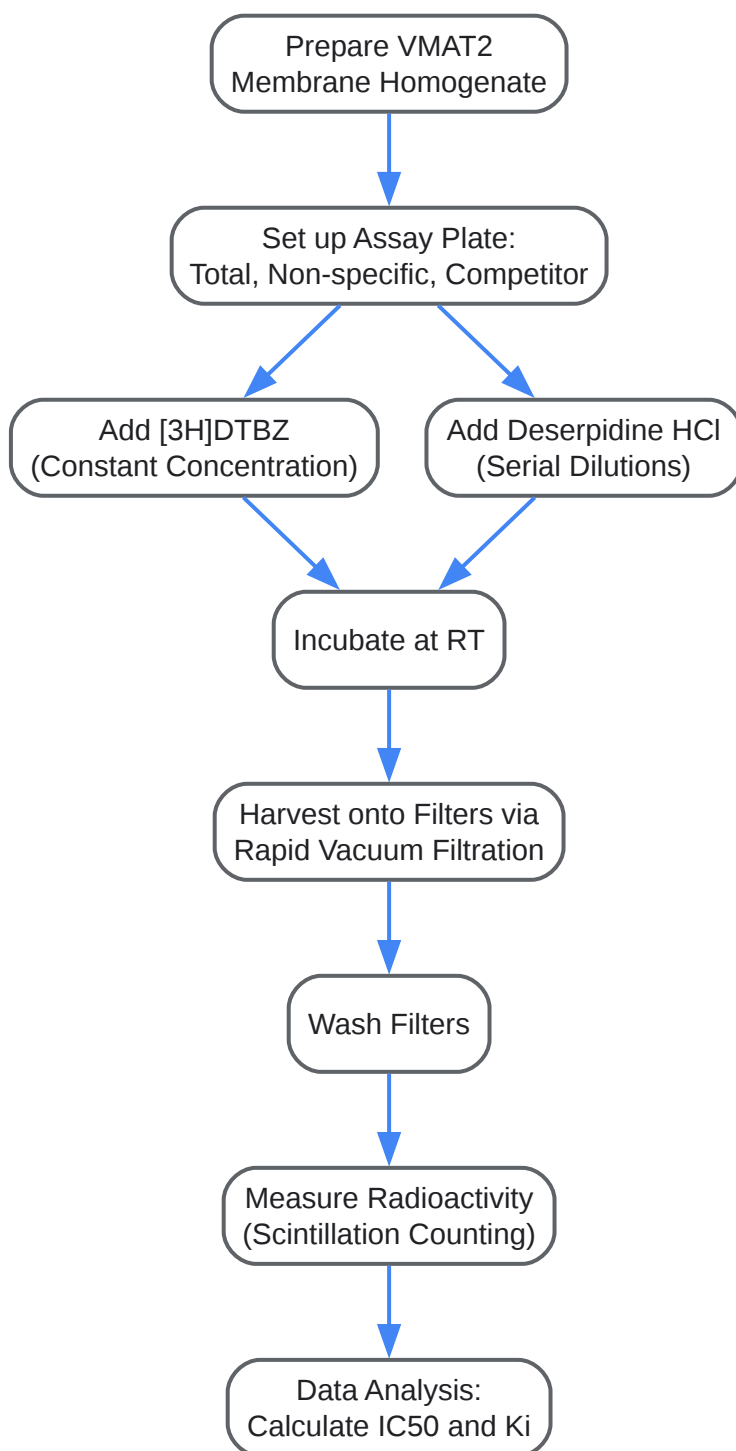 Prepare VMAT2
Membrane Homogenate
Set up Assay Plate:
Total, Non-specific, Competitor
Add [3H]DTBZ
(Constant Concentration)
Add Deserpidine HCl
(Serial Dilutions)
Incubate at RT
Harvest onto Filters via
Rapid Vacuum Filtration
Wash Filters
Measure Radioactivity
(Scintillation Counting)
Data Analysis:
Calculate IC50 and Ki